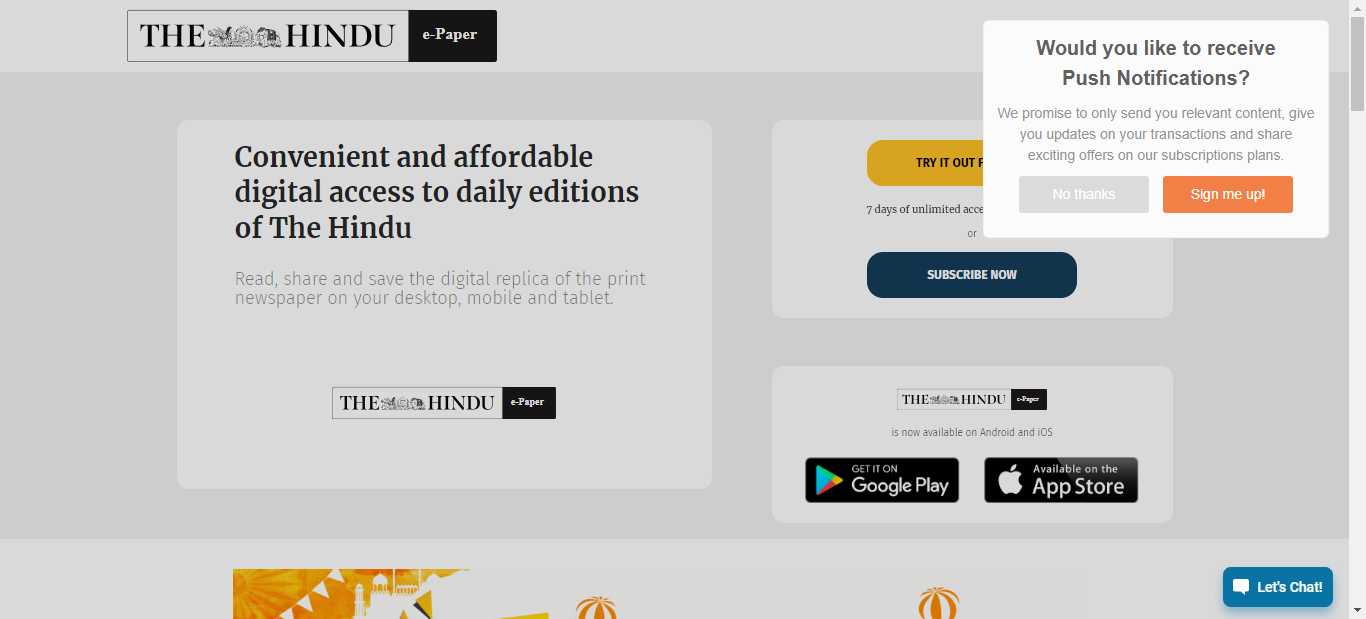 THE HINDU e-Paper
Would you like to receive
Push Notifications?
We promise to only send you relevant content, give
you updates on your transactions and share
exciting offers on our subscriptions plans.
No thanks Sign me up!
Convenient and affordable
digital access to daily editions
of The Hindu
Read, share and save the digital replica of the print
newspaper on your desktop, mobile and tablet.
THE HINDU e-Paper
TRY IT OUT
7 days of unlimited
or
SUBSCRIBE NOW
THE HINDU e-Paper
is now available on Android and iOS
GET IT ON
Google Play
Available on the
App Store
Let's Chat!